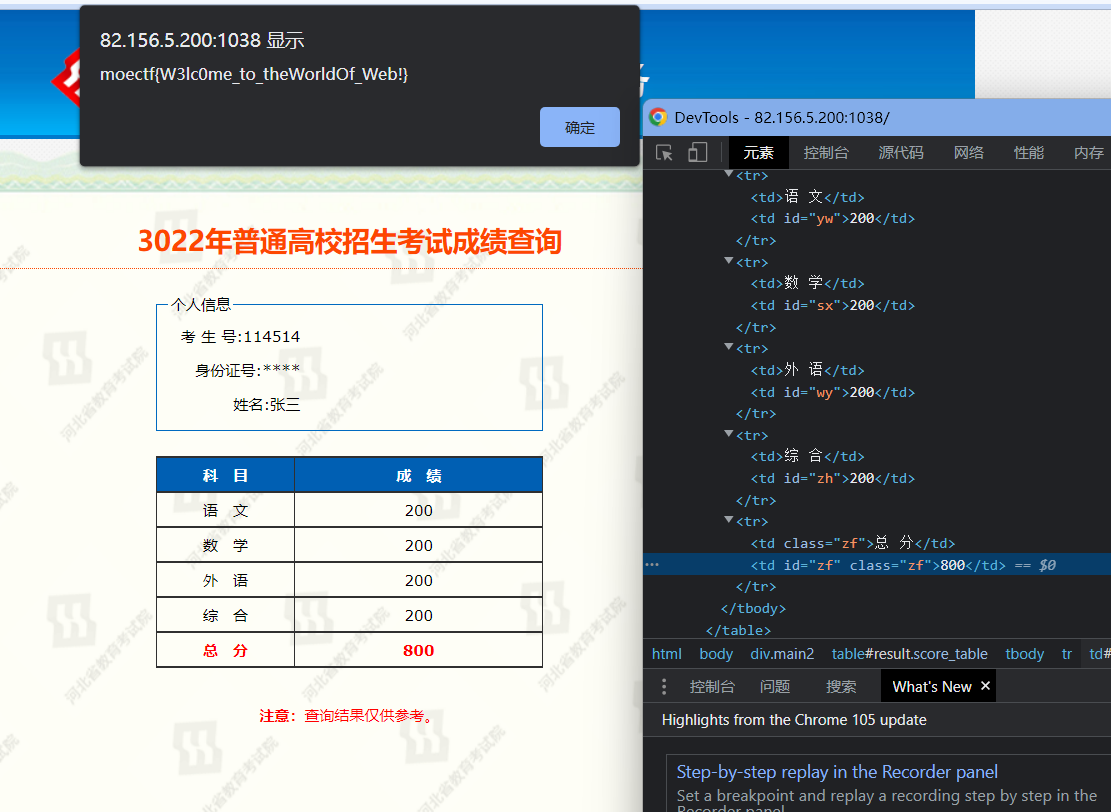 82.156.5.200:1038 显示
moectf{W3lc0me_to_theWorldOf_Web!}
确定
3022年普通高校招生考试成绩查询
个人信息
考 生 号:114514
身份证号:****
姓名:张三
科 目 成 绩
语 文 200
数 学 200
外 语 200
综 合 200
总 分 800
注意：查询结果仅供参考。
河北省教育考试院
DevTools - 82.156.5.200:1038/
元素 控制台 源代码 网络 性能 内存
<tr>
<td>语 文</td>
<td id="yw">200</td>
</tr>
<tr>
<td>数 学</td>
<td id="sx">200</td>
</tr>
<tr>
<td>外 语</td>
<td id="wy">200</td>
</tr>
<tr>
<td>综 合</td>
<td id="zh">200</td>
</tr>
<tr>
<td class="zf">总 分</td>
<td id="zf" class="zf">800</td> == $0
</tr>
</tbody>
</table>
html body div.main2 table#result.score_table tbody tr td#
控制台 问题 搜索 What's New ×
Highlights from the Chrome 105 update
Step-by-step replay in the Recorder panel
Set a breakpoint and replay a recording step by step in the
Recorder panel.